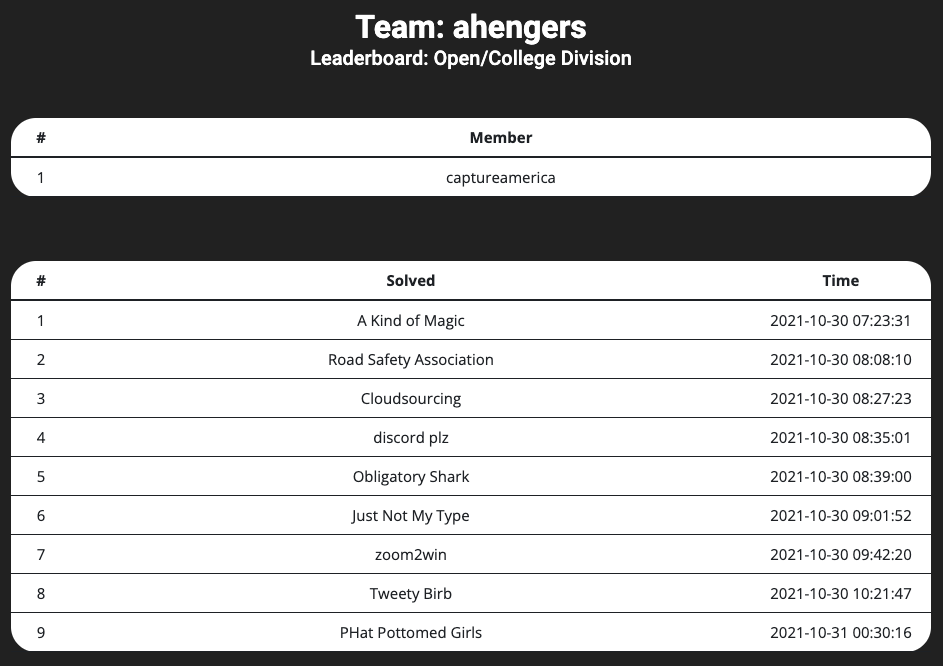 Team: ahengers
Leaderboard: Open/College Division
# Member
1 captureamerica
# Solved Time
1 A Kind of Magic 2021-10-30 07:23:31
2 Road Safety Association 2021-10-30 08:08:10
3 Cloudsourcing 2021-10-30 08:27:23
4 discord plz 2021-10-30 08:35:01
5 Obligatory Shark 2021-10-30 08:39:00
6 Just Not My Type 2021-10-30 09:01:52
7 zoom2win 2021-10-30 09:42:20
8 Tweety Birb 2021-10-30 10:21:47
9 PHat Pottomed Girls 2021-10-31 00:30:16